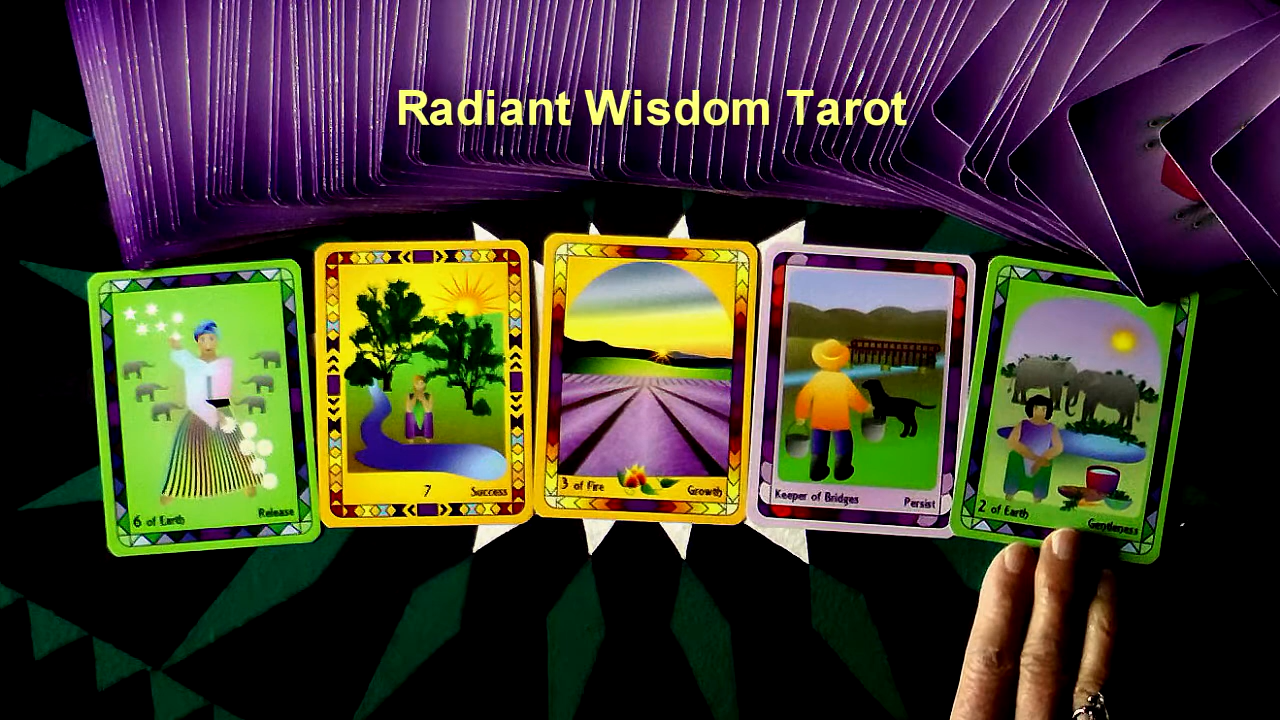 Radiant Wisdom Tarot
6 of Earth
Release
7
Success
3 of Fire
Growth
Keeper of Bridges
Persist
2 of Earth
Gentleness